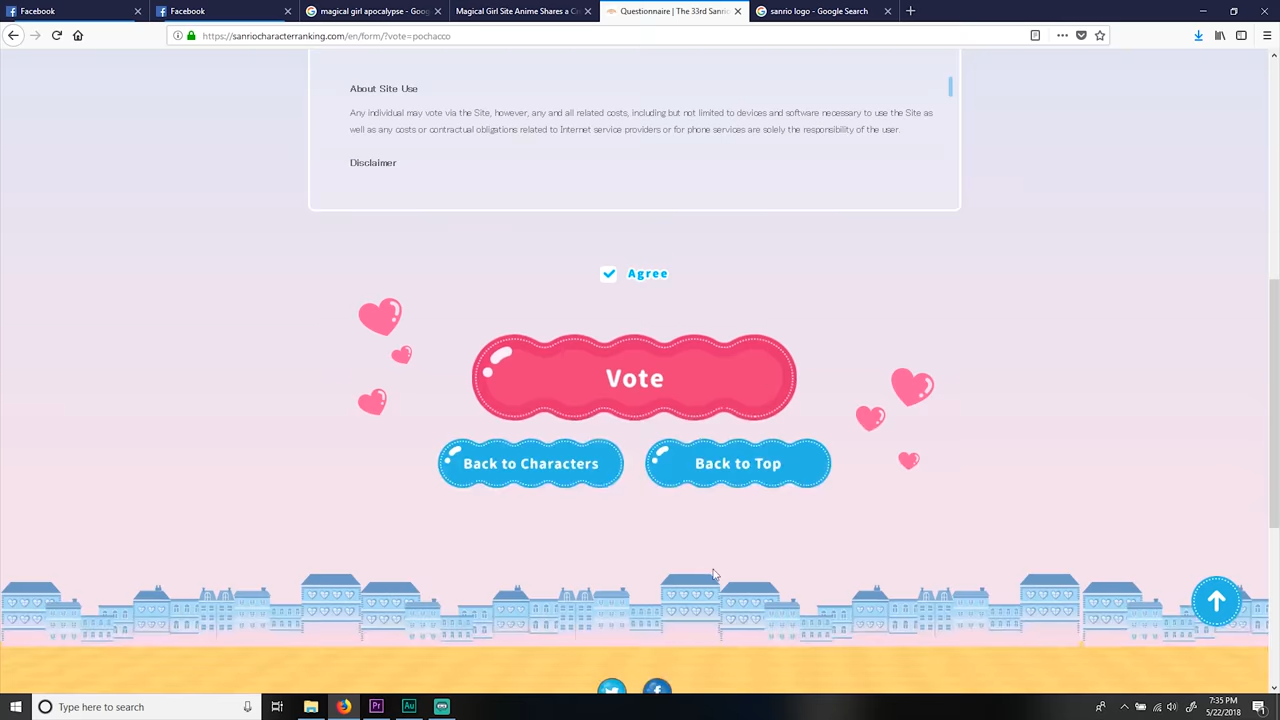 Facebook
Facebook
magical girl apocalypse - Goog
Magical Girl Site Anime Shares a C
Questionnaire | The 33rd Sanri
sanrio logo - Google Search
https://sanriocharacterranking.com/en/form/?vote=pochacco
About Site Use
Any individual may vote via the Site, however, any and all related costs, including but not limited to devices and software necessary to use the Site as
well as any costs or contractual obligations related to Internet service providers or for phone services are solely the responsibility of the user.
Disclaimer
Agree
Vote
Back to Characters
Back to Top
Type here to search
Pr
Au
7:35 PM
5/22/2018
1